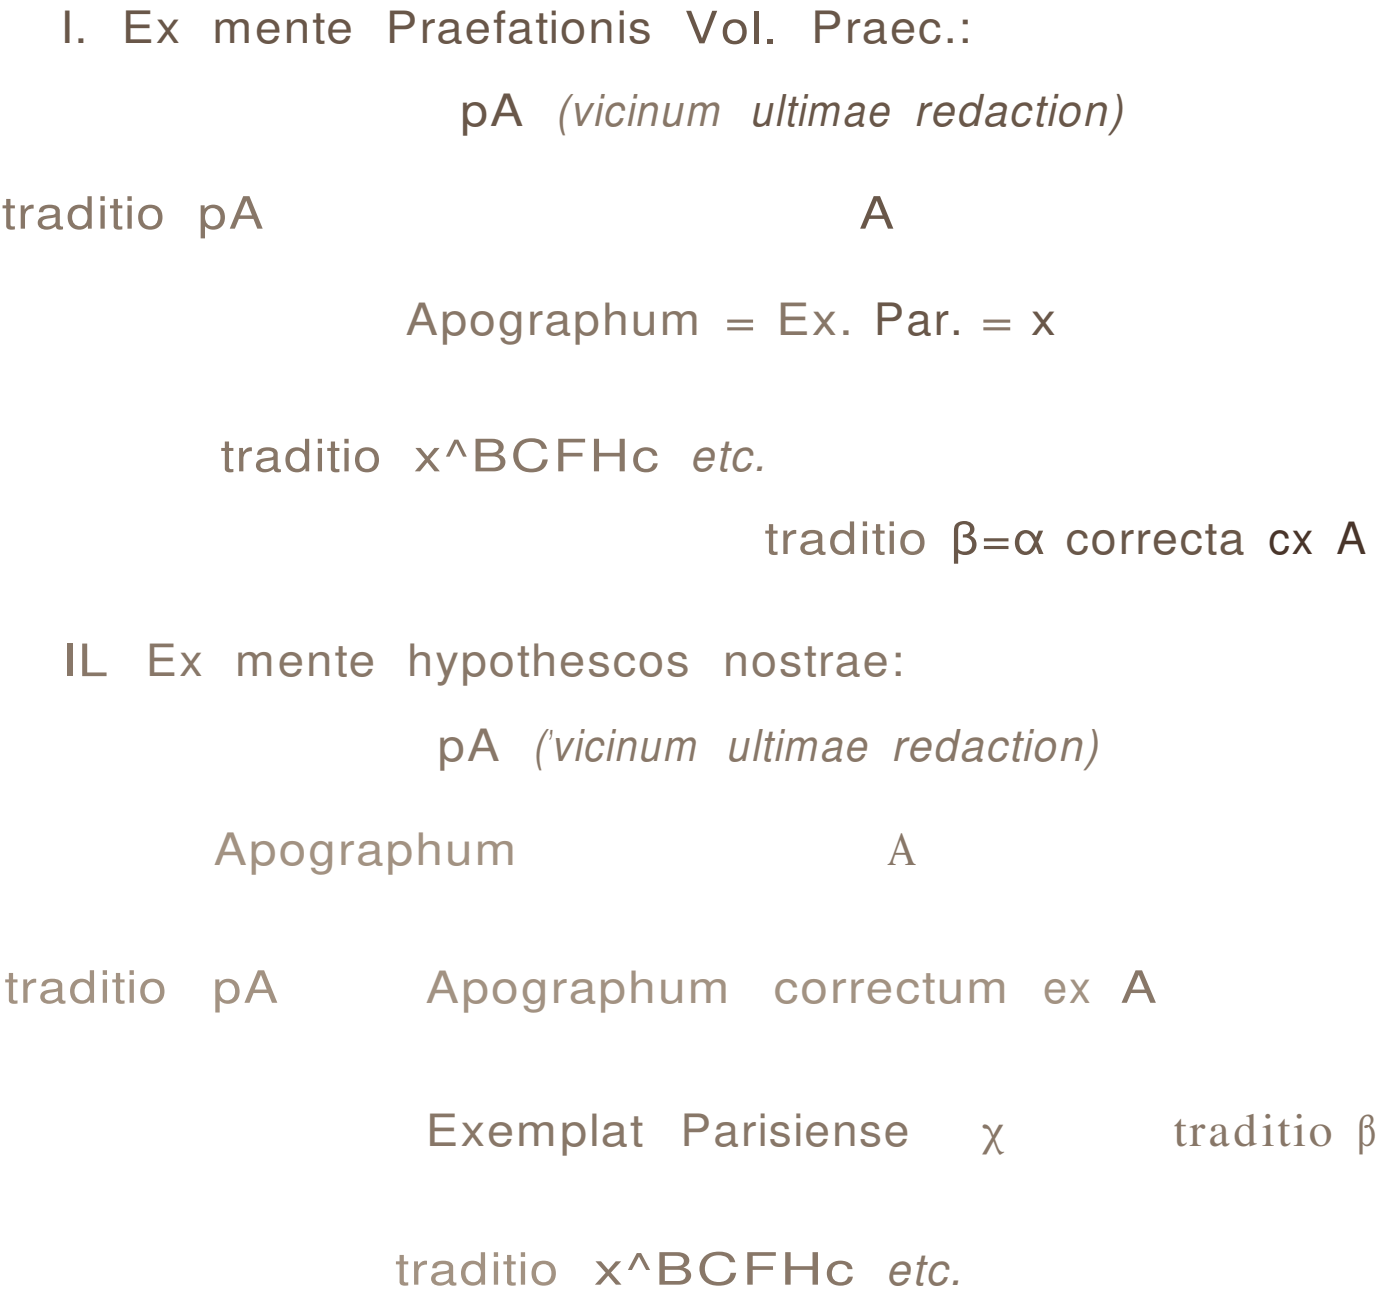 I. Ex mente Praefationis Vol. Praec.:
pA (vicinum ultimae redaction)
traditio pA A
Apographum = Ex. Par. = x
traditio x^BCFHc etc.
traditio β=α correcta cx A
IL Ex mente hypothescos nostrae:
pA (’vicinum ultimae redaction)
Apographum A
traditio pA Apographum correctum ex A
Exemplat Parisiense χ traditio β
traditio x^BCFHc etc.